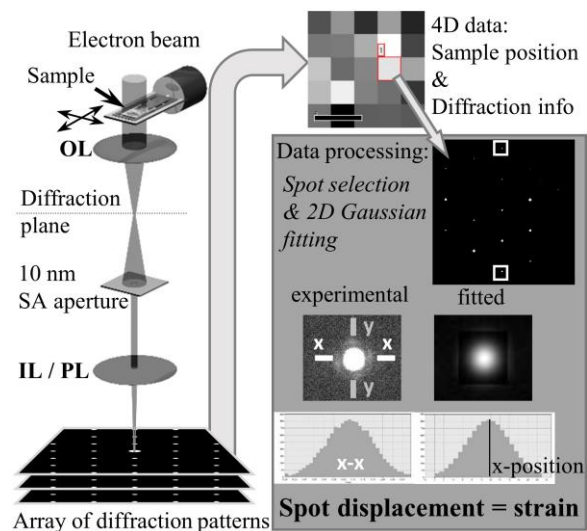 Electron beam
Sample
OL
Diffraction
plane
10 nm
SA aperture
IL / PL
Array of diffraction patterns
4D data:
Sample position
&
Diffraction info
Data processing:
Spot selection
& 2D Gaussian
fitting
experimental
fitted
y
x x
y
x-x
x-position
Spot displacement = strain